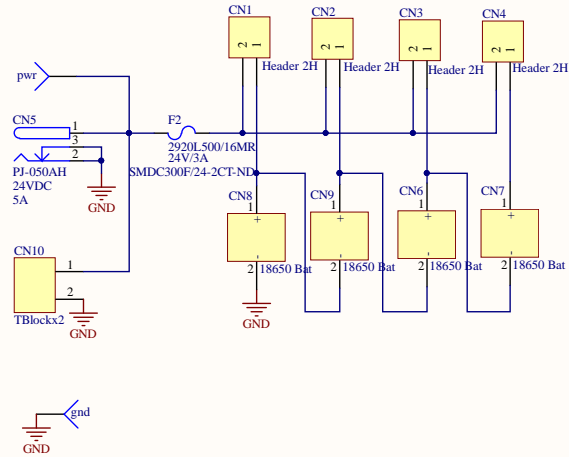 CN1
CN2
CN3
CN4
2
1
2
1
2
1
2
1
Header 2H
Header 2H
Header 2H
Header 2H
pwr
CN5
1
3
2
PJ-050AH
24VDC
5A
GND
F2
2920L500/16MR
24V/3A
SMDC300F/24-2CT-ND
CN8
1
+
-
2
18650 Bat
GND
CN9
1
+
-
2
18650 Bat
CN6
1
+
-
2
18650 Bat
CN7
1
+
-
2
18650 Bat
CN10
1
2
TBlockx2
GND
gnd
GND